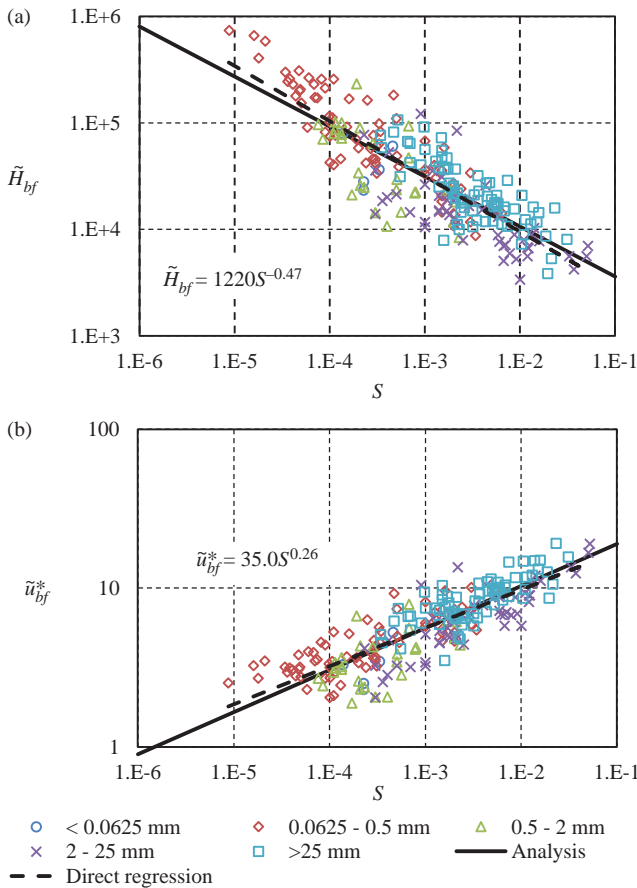 (a)
1.E+6
1.E+5
H̃bf
1.E+4
H̃bf = 1220S^–0.47
1.E+3
1.E-6 1.E-5 1.E-4 1.E-3 1.E-2 1.E-1
S
(b)
100
ũ*bf = 35.0S^0.26
ũ*bf
10
1
1.E-6 1.E-5 1.E-4 1.E-3 1.E-2 1.E-1
S
< 0.0625 mm 0.0625 - 0.5 mm 0.5 - 2 mm
2 - 25 mm >25 mm Analysis
Direct regression